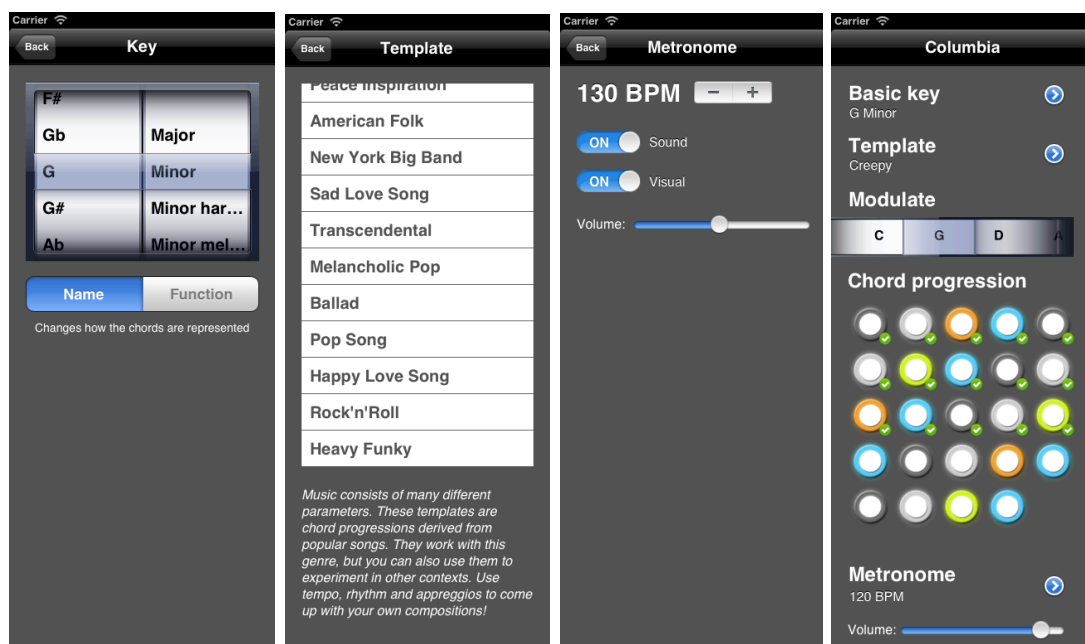 Carrier
Back
Key
F#
Gb
Major
G
Minor
G#
Minor har...
Ab
Minor mel...
Name
Function
Changes how the chords are represented
Carrier
Back
Template
Peace Inspiration
American Folk
New York Big Band
Sad Love Song
Transcendental
Melancholic Pop
Ballad
Pop Song
Happy Love Song
Rock'n'Roll
Heavy Funky
Music consists of many different
parameters. These templates are
chord progressions derived from
popular songs. They work with this
genre, but you can also use them to
experiment in other contexts. Use
tempo, rhythm and appreggios to come
up with your own compositions!
Carrier
Back
Metronome
130 BPM
ON
Sound
ON
Visual
Volume:
Carrier
Columbia
Basic key
G Minor
Template
Creepy
Modulate
C G D A
Chord progression
Metronome
120 BPM
Volume: